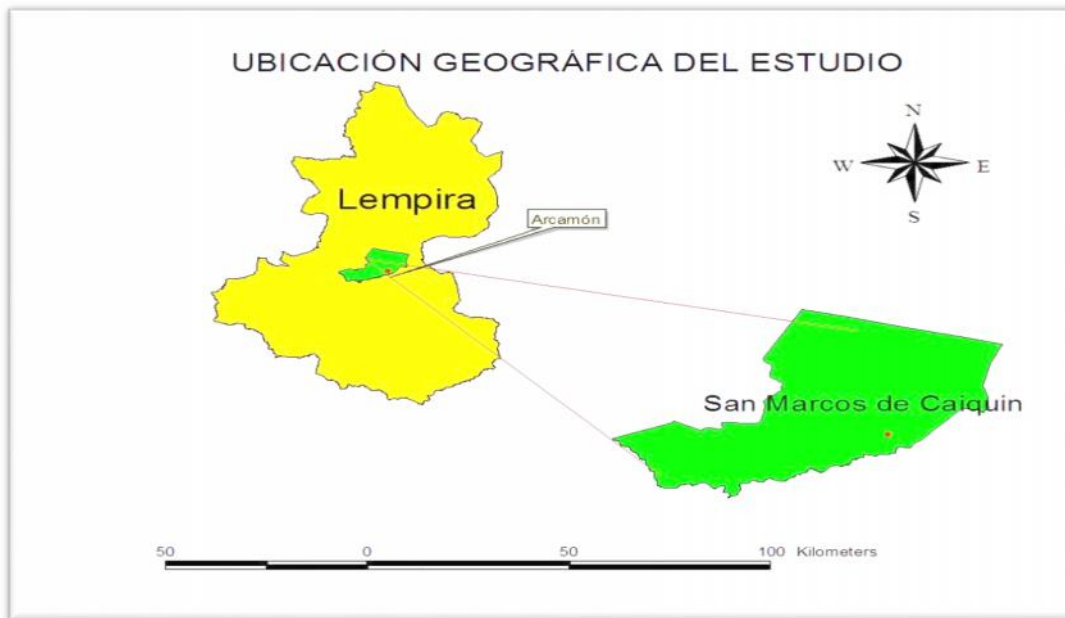 UBICACIÓN GEOGRÁFICA DEL ESTUDIO
N
W E
S
Lempira
Arcamón
San Marcos de Caiquin
50 0 50 100 Kilometers